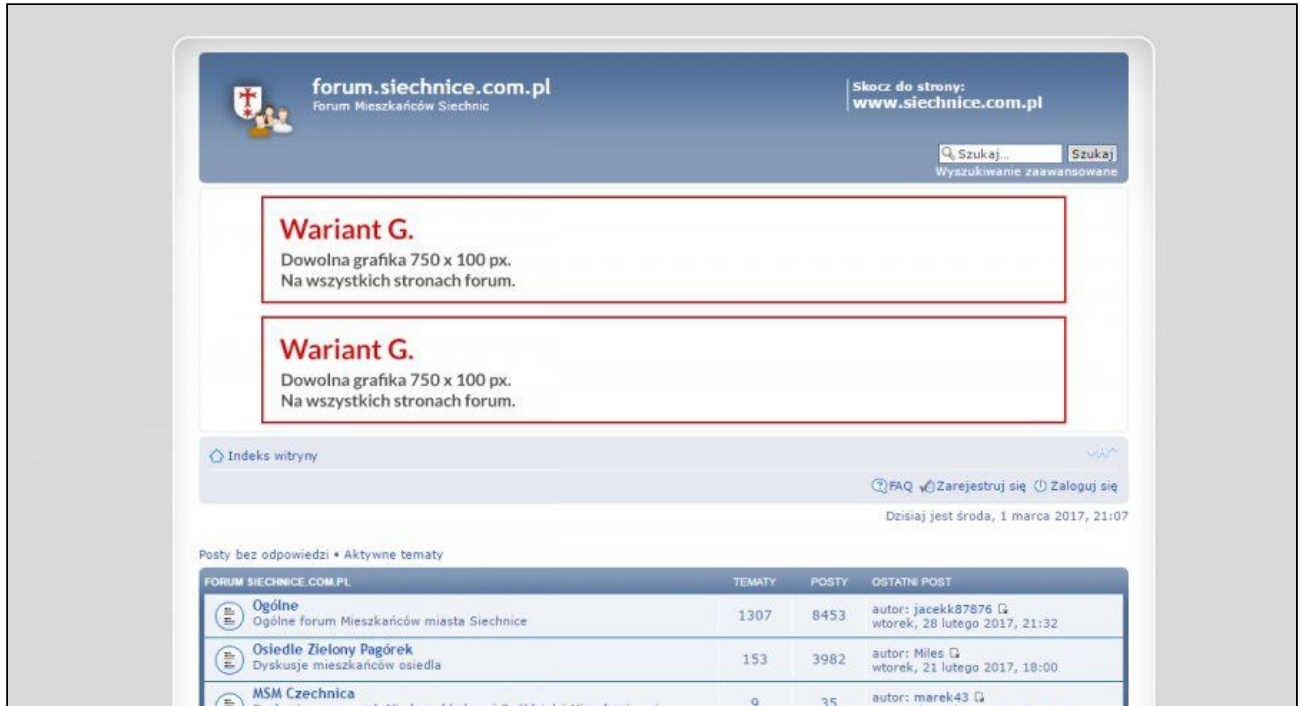 forum.siechnice.com.pl
Forum Mieszkańców Siechnic
Skocz do strony:
www.siechnice.com.pl
Szukaj... Szukaj
Wyszukiwanie zaawansowane
Wariant G.
Dowolna grafika 750 x 100 px.
Na wszystkich stronach forum.
Wariant G.
Dowolna grafika 750 x 100 px.
Na wszystkich stronach forum.
Indeks witryny
FAQ Zarejestruj się Zaloguj się
Dzisiaj jest środa, 1 marca 2017, 21:07
Posty bez odpowiedzi • Aktywne tematy
FORUM SIECHNICE.COM.PL TEMATY POSTY OSTATNI POST
Ogólne
Ogólne forum Mieszkańców miasta Siechnice
1307 8453
autor: jacekk87876
wtorek, 28 lutego 2017, 21:32
Osiedle Zielony Pagórek
Dyskusje mieszkańców osiedla
153 3982
autor: Miles
wtorek, 21 lutego 2017, 18:00
MSM Czechnica
9 35
autor: marek43